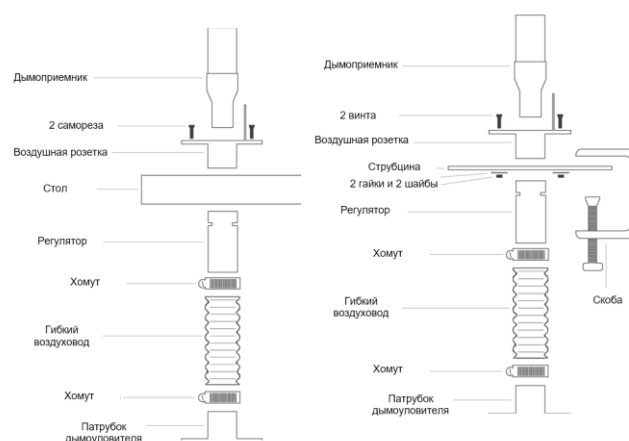 Дымоприемник
2 самореза
Воздушная розетка
Стол
Регулятор
Хомут
Гибкий
воздуховод
Хомут
Патрубок
дымоуловителя
Дымоприемник
2 винта
Воздушная розетка
Струбцина
2 гайки и 2 шайбы
Регулятор
Хомут
Скоба
Гибкий
воздуховод
Хомут
Патрубок
дымоуловителя